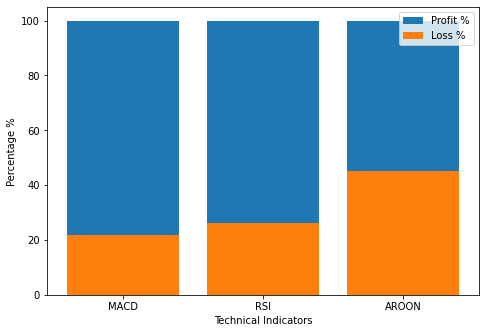 Profit %
Loss %
100
80
60
40
20
0
Percentage %
MACD
RSI
AROON
Technical Indicators